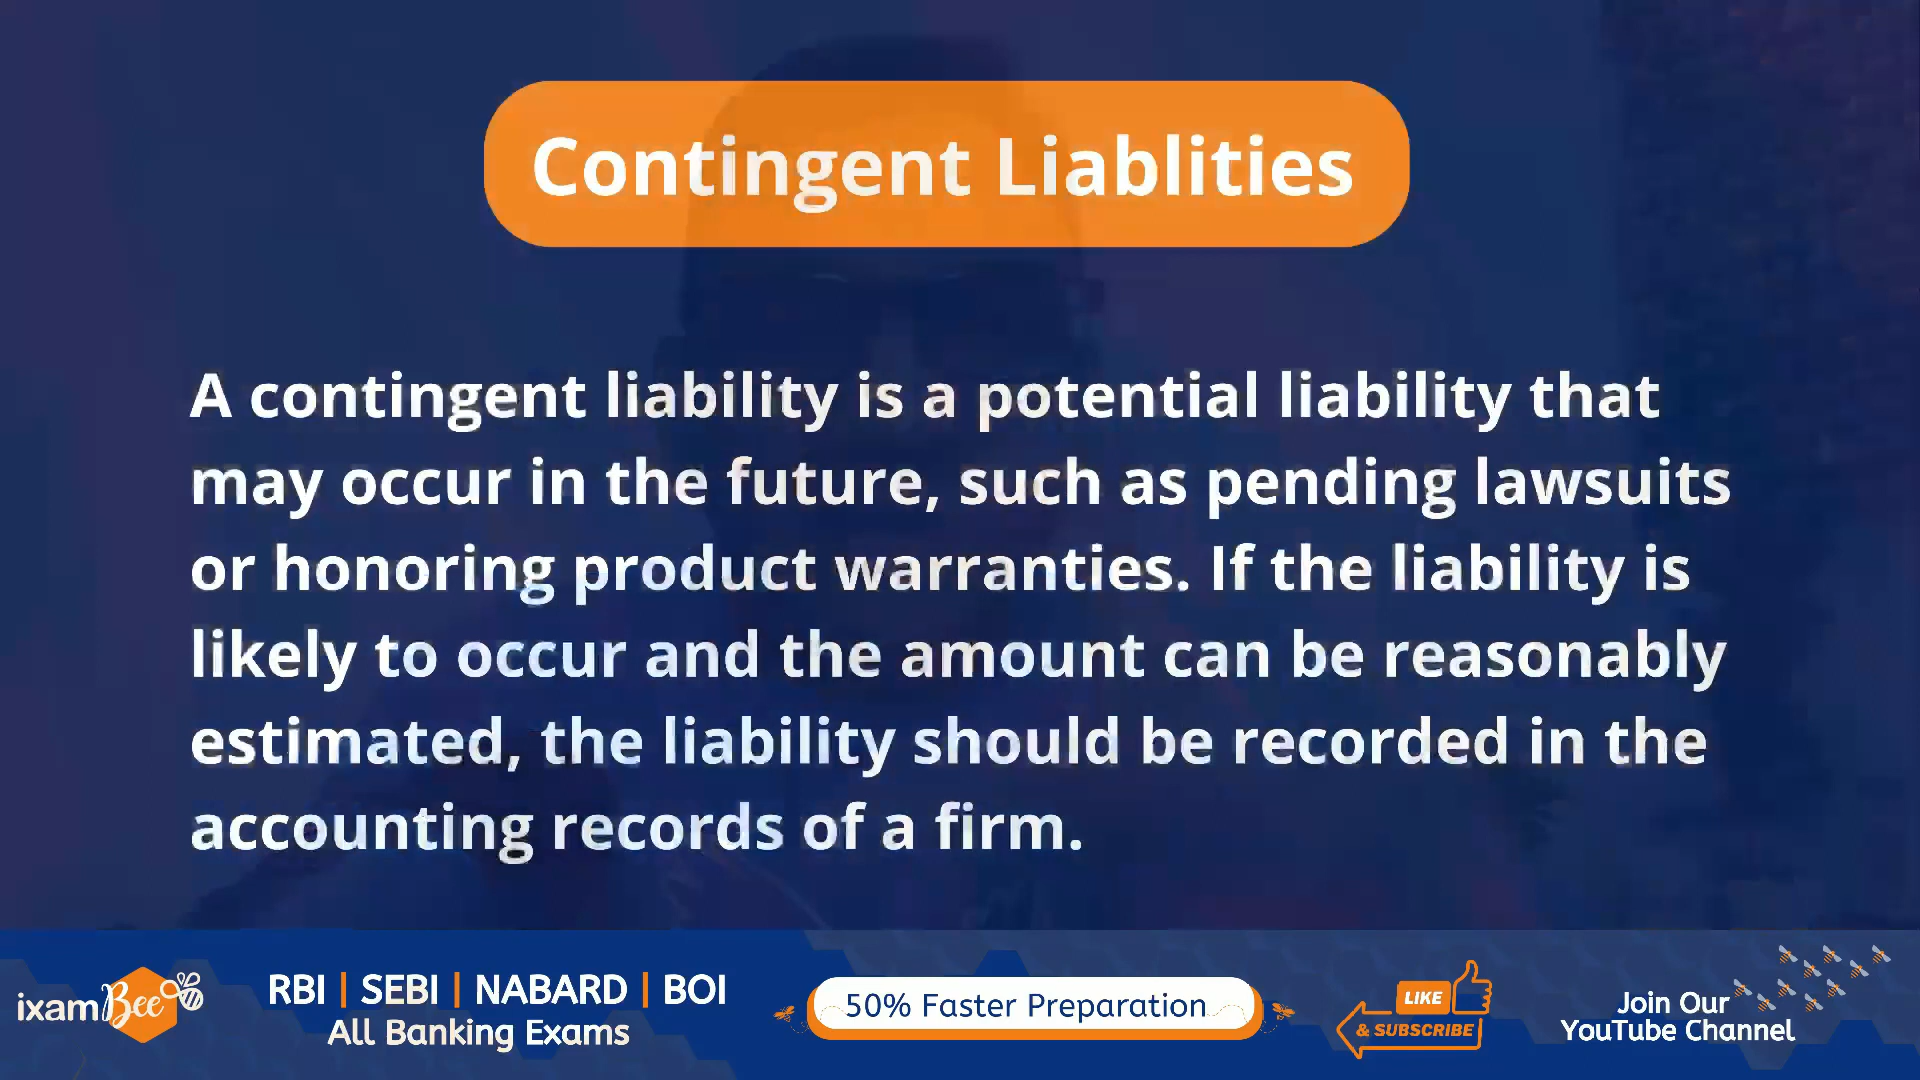 Contingent Liablities
A contingent liability is a potential liability that
may occur in the future, such as pending lawsuits
or honoring product warranties. If the liability is
likely to occur and the amount can be reasonably
estimated, the liability should be recorded in the
accounting records of a firm.
ixamBee
RBI | SEBI | NABARD | BOI
All Banking Exams
50% Faster Preparation
LIKE
& SUBSCRIBE
Join Our
YouTube Channel